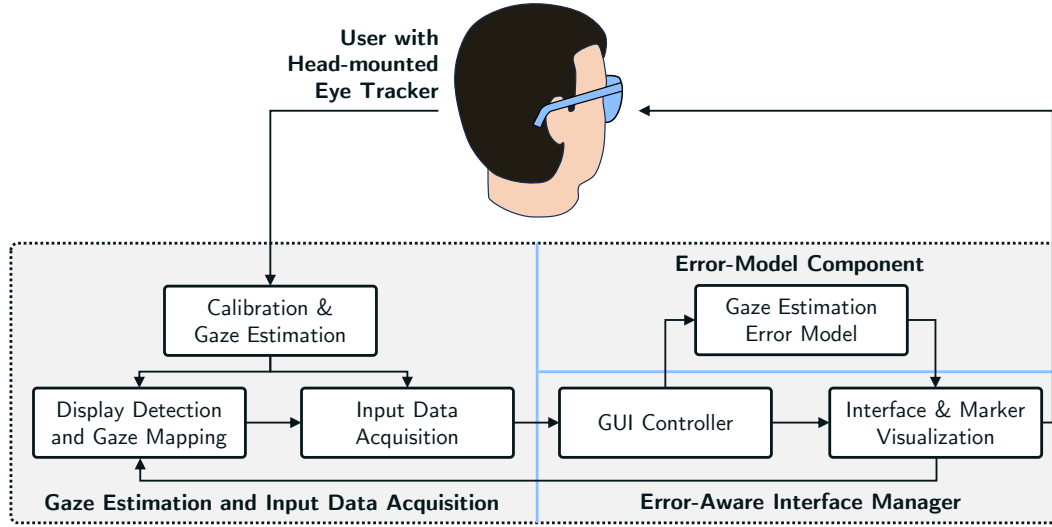 User with
Head-mounted
Eye Tracker
Error-Model Component
Calibration &
Gaze Estimation
Gaze Estimation
Error Model
Display Detection
and Gaze Mapping
Input Data
Acquisition
GUI Controller
Interface & Marker
Visualization
Gaze Estimation and Input Data Acquisition
Error-Aware Interface Manager